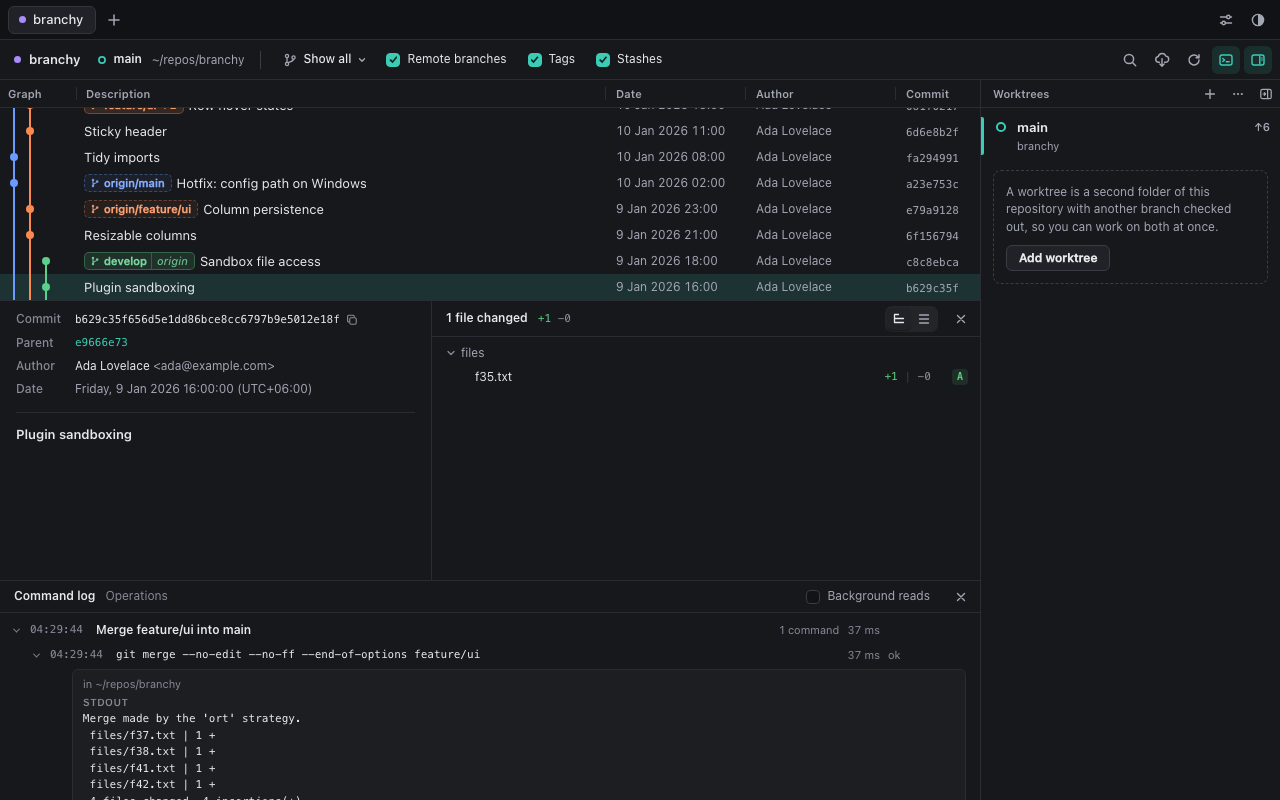 branchy
branchy main ~/repos/branchy Show all Remote branches Tags Stashes
Graph Description Date Author Commit Worktrees
Sticky header 10 Jan 2026 11:00 Ada Lovelace 6d6e8b2f
main ↑6
branchy
Tidy imports 10 Jan 2026 08:00 Ada Lovelace fa294991
origin/main Hotfix: config path on Windows 10 Jan 2026 02:00 Ada Lovelace a23e753c
origin/feature/ui Column persistence 9 Jan 2026 23:00 Ada Lovelace e79a9128
Resizable columns 9 Jan 2026 21:00 Ada Lovelace 6f156794
develop origin Sandbox file access 9 Jan 2026 18:00 Ada Lovelace c8c8ebca
Plugin sandboxing 9 Jan 2026 16:00 Ada Lovelace b629c35f
A worktree is a second folder of this
repository with another branch checked
out, so you can work on both at once.
Add worktree
Commit b629c35f656d5e1dd86bce8cc6797b9e5012e18f
Parent e9666e73
Author Ada Lovelace <ada@example.com>
Date Friday, 9 Jan 2026 16:00:00 (UTC+06:00)
Plugin sandboxing
1 file changed +1 −0
files
f35.txt +1 | −0 A
Command log Operations Background reads
04:29:44 Merge feature/ui into main 1 command 37 ms
04:29:44 git merge --no-edit --no-ff --end-of-options feature/ui 37 ms ok
in ~/repos/branchy
STDOUT
Merge made by the 'ort' strategy.
files/f37.txt | 1 +
files/f38.txt | 1 +
files/f41.txt | 1 +
files/f42.txt | 1 +